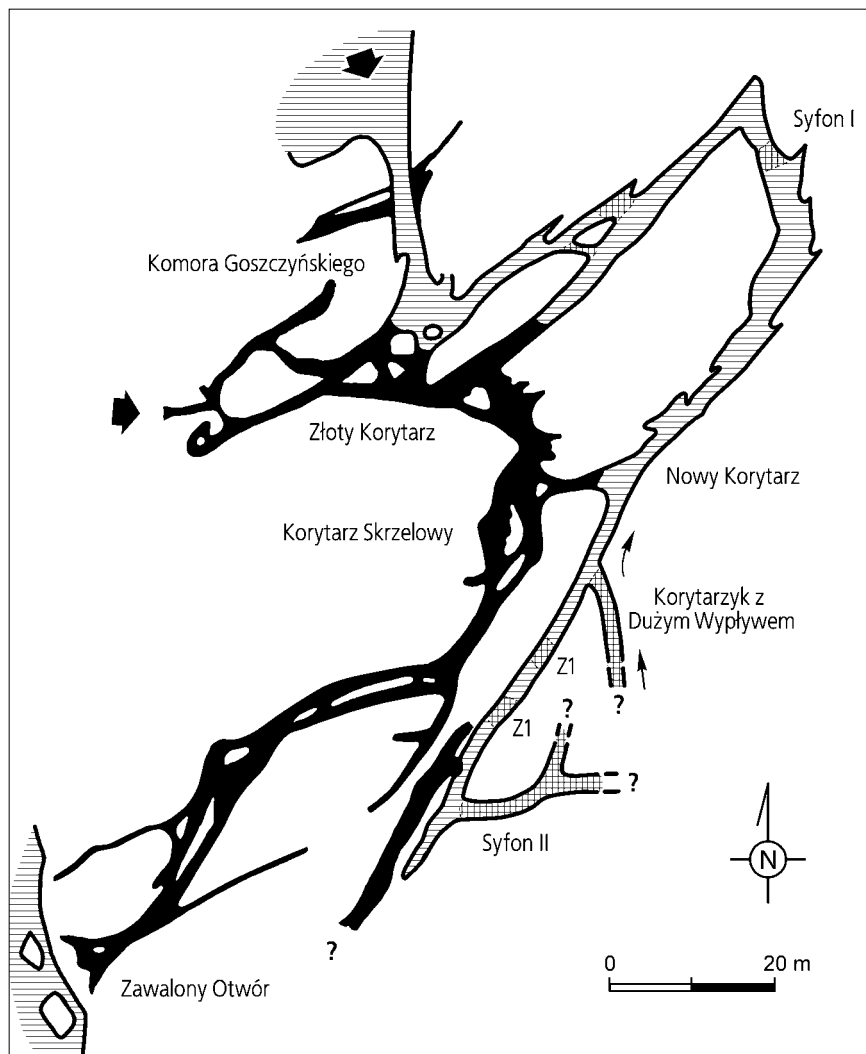 Syfon I
Komora Goszczyńskiego
Złoty Korytarz
Nowy Korytarz
Korytarz Skrzelowy
Korytarzyk z
Dużym Wypływem
Z1
?
?
Z1
?
Syfon II
N
?
0 20 m
Zawalony Otwór